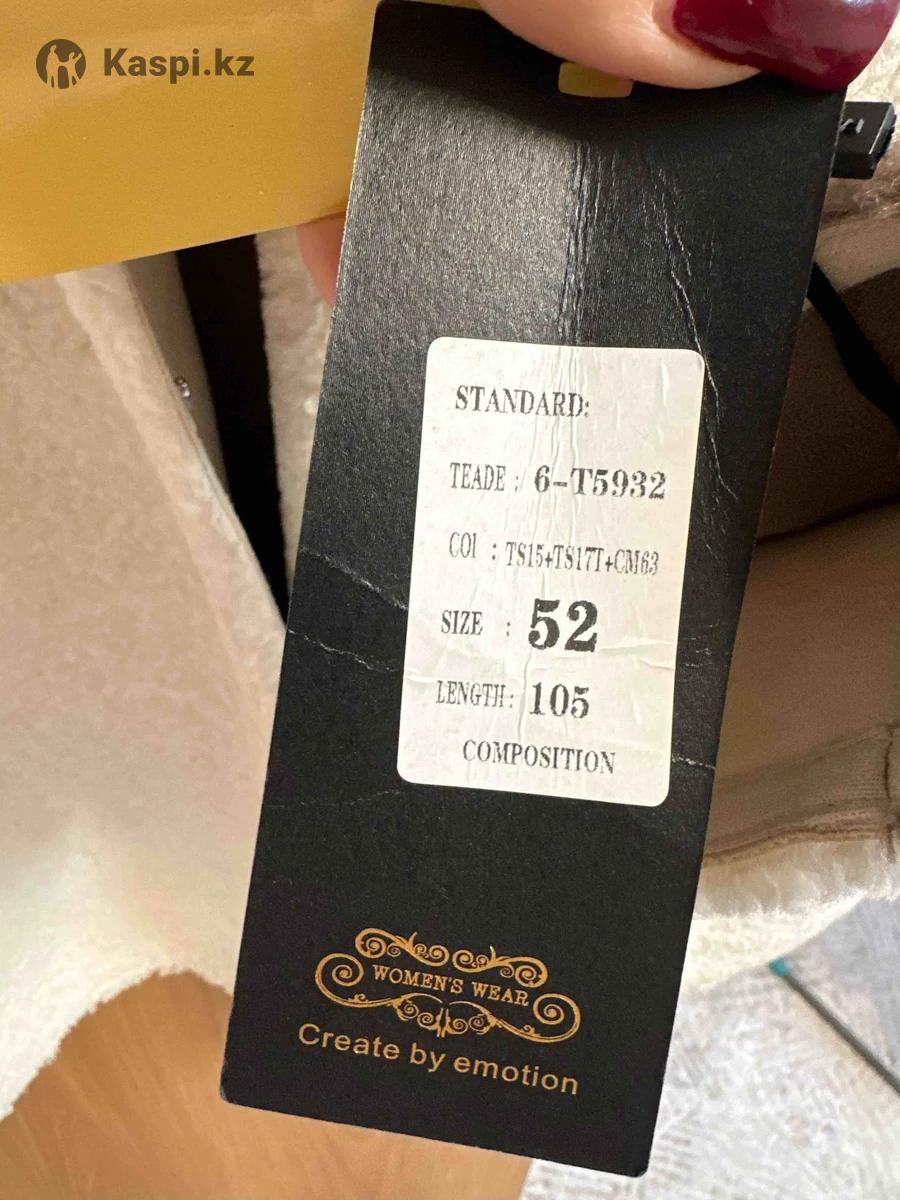 Kaspi.kz
STANDARD:
TEADE : 6-T5932
COl : TS15+TS17T+CM63
SIZE : 52
LENGTH: 105
COMPOSITION
WOMEN'S WEAR
Create by emotion